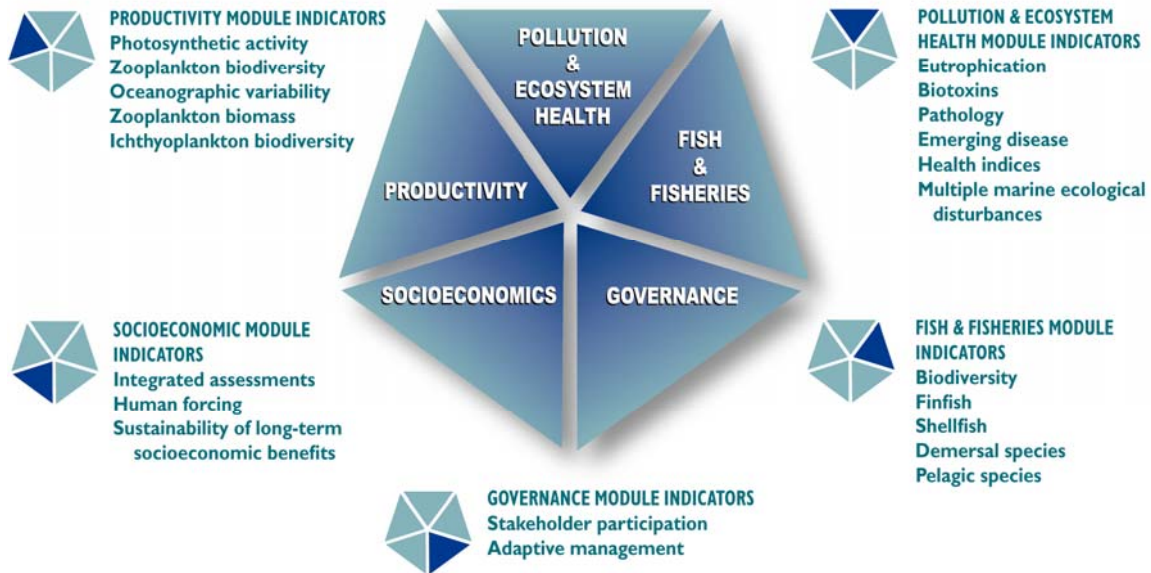 PRODUCTIVITY MODULE INDICATORS
Photosynthetic activity
Zooplankton biodiversity
Oceanographic variability
Zooplankton biomass
Ichthyoplankton biodiversity
POLLUTION
&
ECOSYSTEM
HEALTH
FISH
&
FISHERIES
PRODUCTIVITY
SOCIOECONOMICS
GOVERNANCE
POLLUTION & ECOSYSTEM
HEALTH MODULE INDICATORS
Eutrophication
Biotoxins
Pathology
Emerging disease
Health indices
Multiple marine ecological
disturbances
SOCIOECONOMIC MODULE
INDICATORS
Integrated assessments
Human forcing
Sustainability of long-term
socioeconomic benefits
FISH & FISHERIES MODULE
INDICATORS
Biodiversity
Finfish
Shellfish
Demersal species
Pelagic species
GOVERNANCE MODULE INDICATORS
Stakeholder participation
Adaptive management